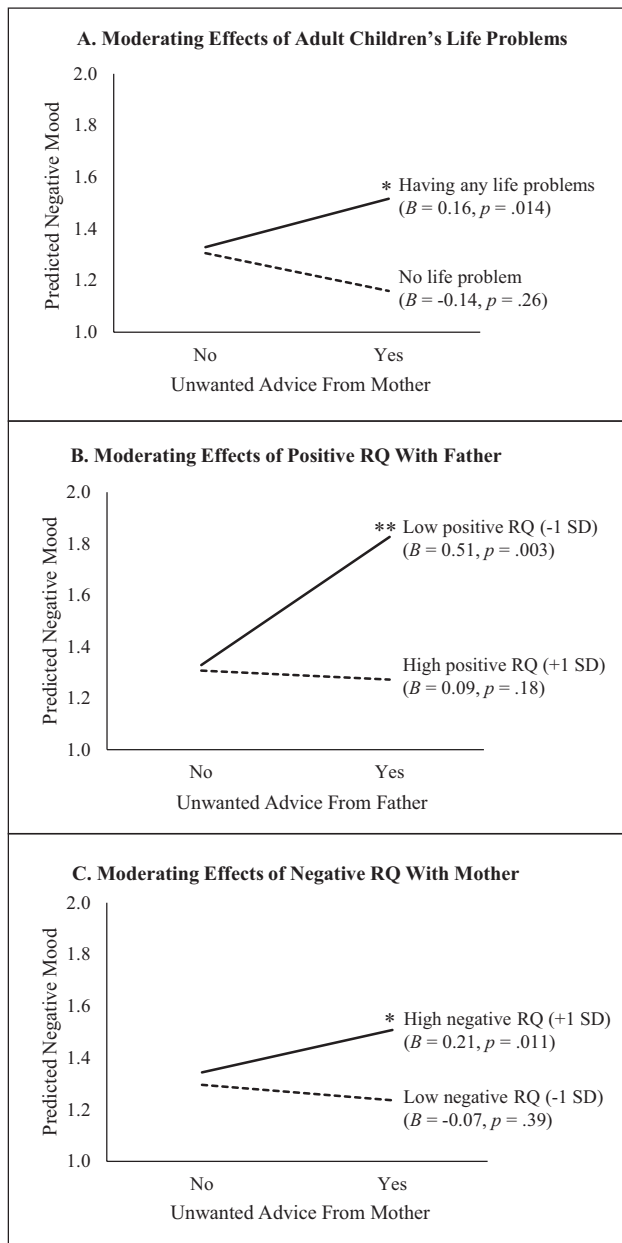 A. Moderating Effects of Adult Children's Life Problems
2.0
1.8
1.6
1.4
1.2
1.0
Predicted Negative Mood
* Having any life problems
(B = 0.16, p = .014)
No life problem
(B = -0.14, p = .26)
No
Yes
Unwanted Advice From Mother
B. Moderating Effects of Positive RQ With Father
2.0
1.8
1.6
1.4
1.2
1.0
Predicted Negative Mood
** Low positive RQ (-1 SD)
(B = 0.51, p = .003)
High positive RQ (+1 SD)
(B = 0.09, p = .18)
No
Yes
Unwanted Advice From Father
C. Moderating Effects of Negative RQ With Mother
2.0
1.8
1.6
1.4
1.2
1.0
Predicted Negative Mood
* High negative RQ (+1 SD)
(B = 0.21, p = .011)
Low negative RQ (-1 SD)
(B = -0.07, p = .39)
No
Yes
Unwanted Advice From Mother